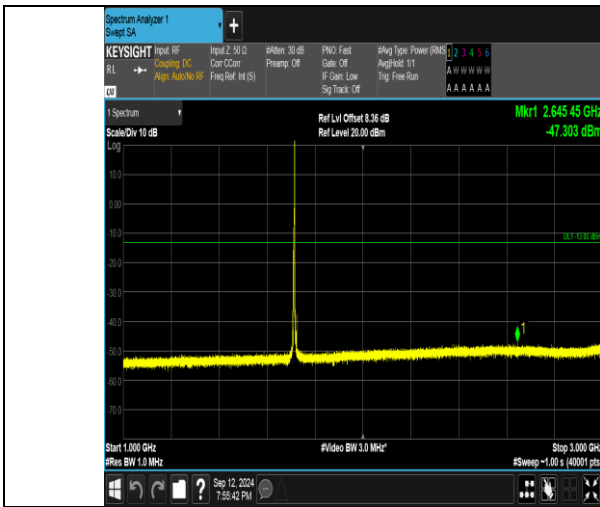 Spectrum Analyzer 1
Swept SA
+
KEYSIGHT Input: RF Input Z: 50 Ω #Atten: 30 dB PNO: Fast #Avg Type: Power (RMS 1 2 3 4 5 6
RL Coupling: DC Corr CCorr Preamp: Off Gate: Off Avg|Hold: 1/1 A W W W W W
Align: Auto/No RF Freq Ref: Int (S) IF Gain: Low Trig: Free Run
LXI Sig Track: Off A A A A A A
1 Spectrum
Ref Lvl Offset 8.36 dB Mkr1 2.645 45 GHz
Scale/Div 10 dB Ref Level 20.00 dBm -47.303 dBm
Log
10.0
0.00
-10.0
DL1 -13.00 dBm
-20.0
-30.0
-40.0
1
-50.0
-60.0
-70.0
Start 1.000 GHz #Video BW 3.0 MHz* Stop 3.000 GHz
#Res BW 1.0 MHz #Sweep ~1.00 s (40001 pts
? Sep 12, 2024
7:55:42 PM